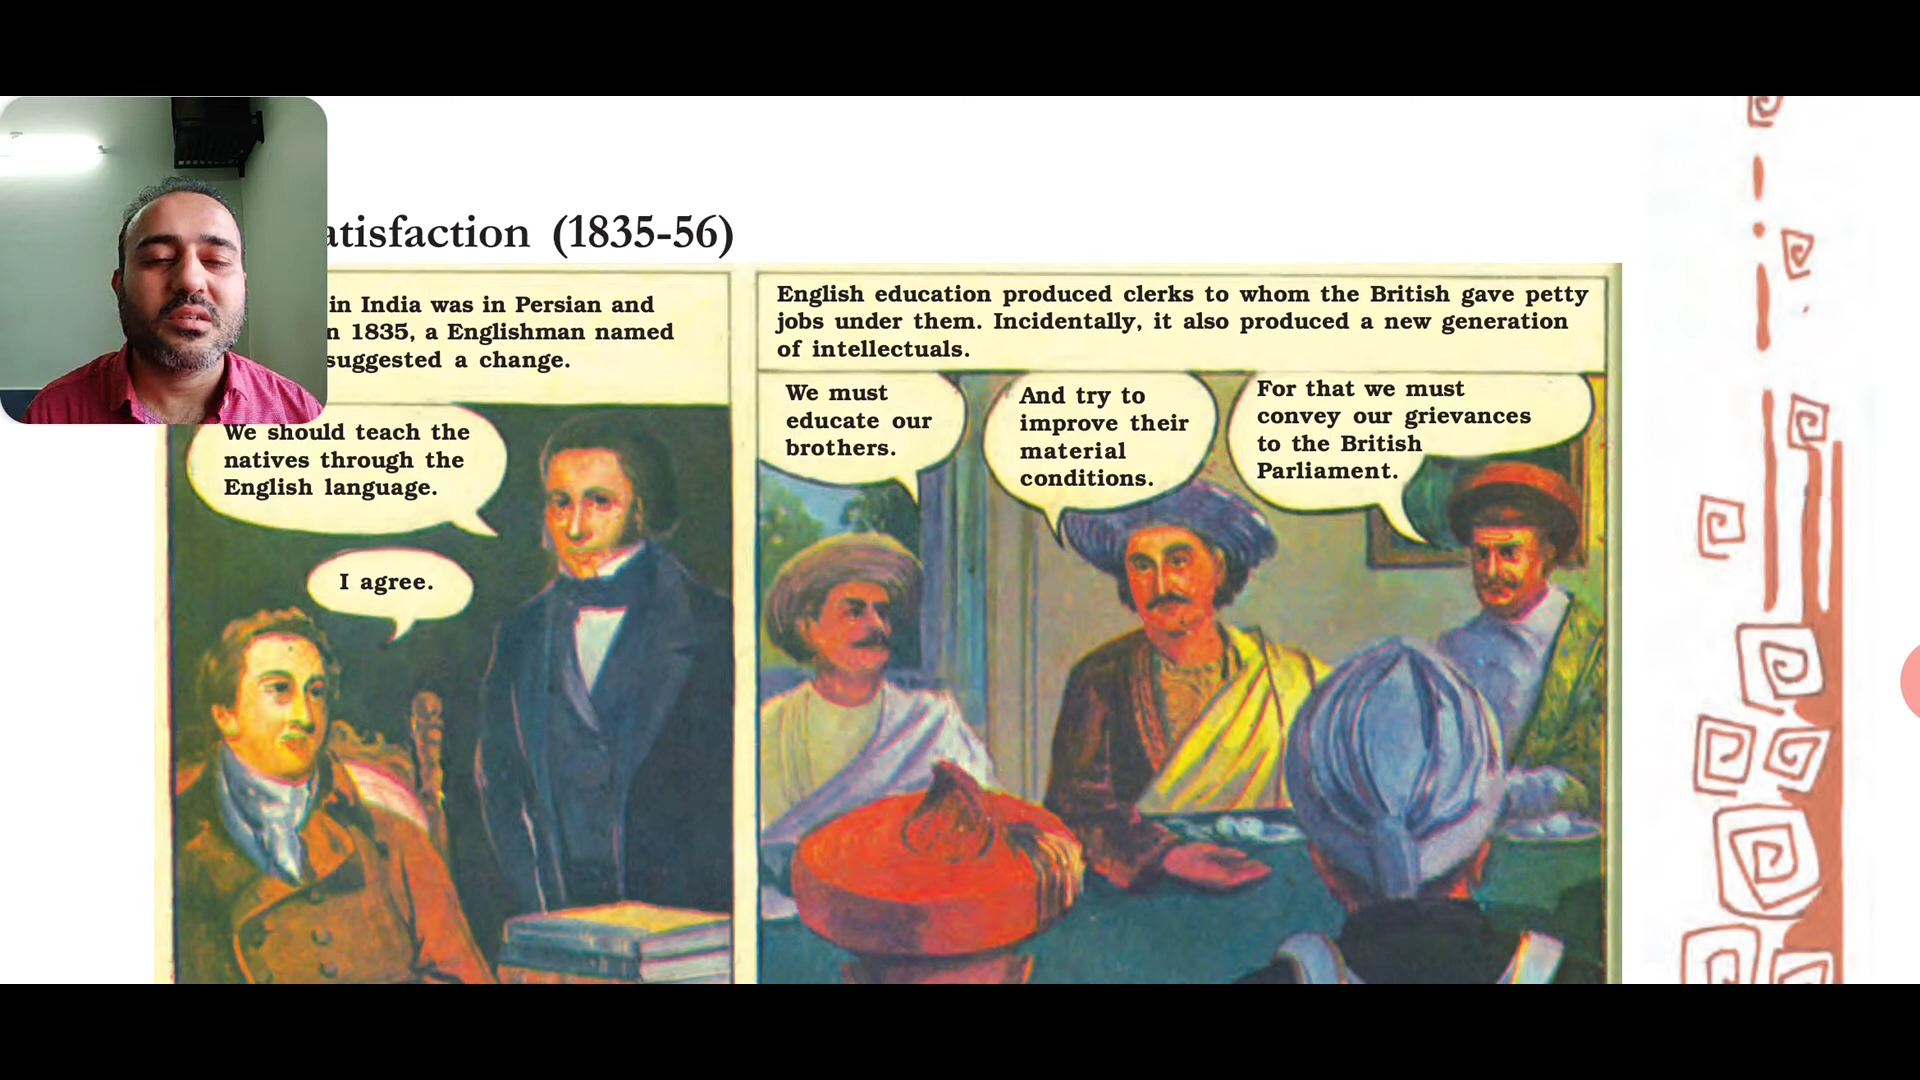 atisfaction (1835-56)
in India was in Persian and
n 1835, a Englishman named
suggested a change.
We should teach the
natives through the
English language.
I agree.
English education produced clerks to whom the British gave petty
jobs under them. Incidentally, it also produced a new generation
of intellectuals.
We must
educate our
brothers.
And try to
improve their
material
conditions.
For that we must
convey our grievances
to the British
Parliament.